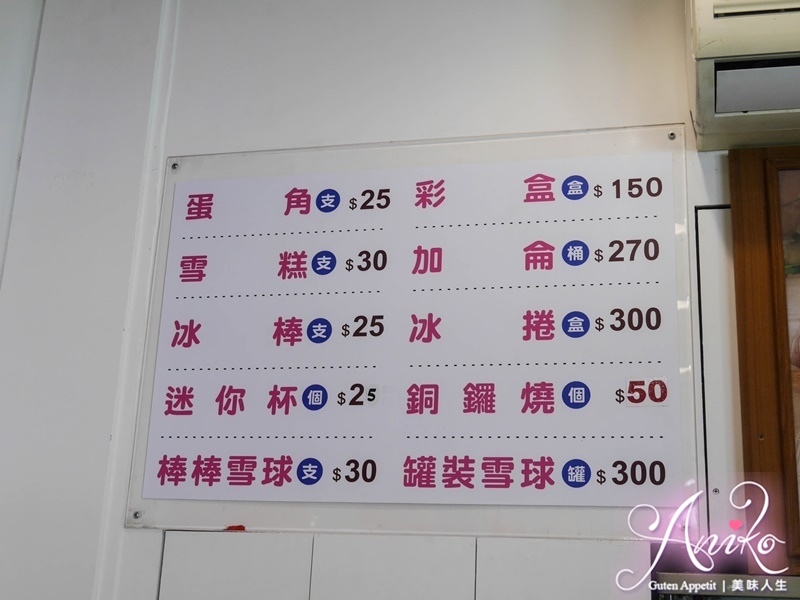 蛋角 支 $25
雪糕 支 $30
冰棒 支 $25
迷你杯 個 $25
棒棒雪球 支 $30
彩盒 盒 $150
加侖 桶 $270
冰捲 盒 $300
銅鑼燒 個 $50
罐裝雪球 罐 $300
Aniko
Guten Appetit | 美味人生